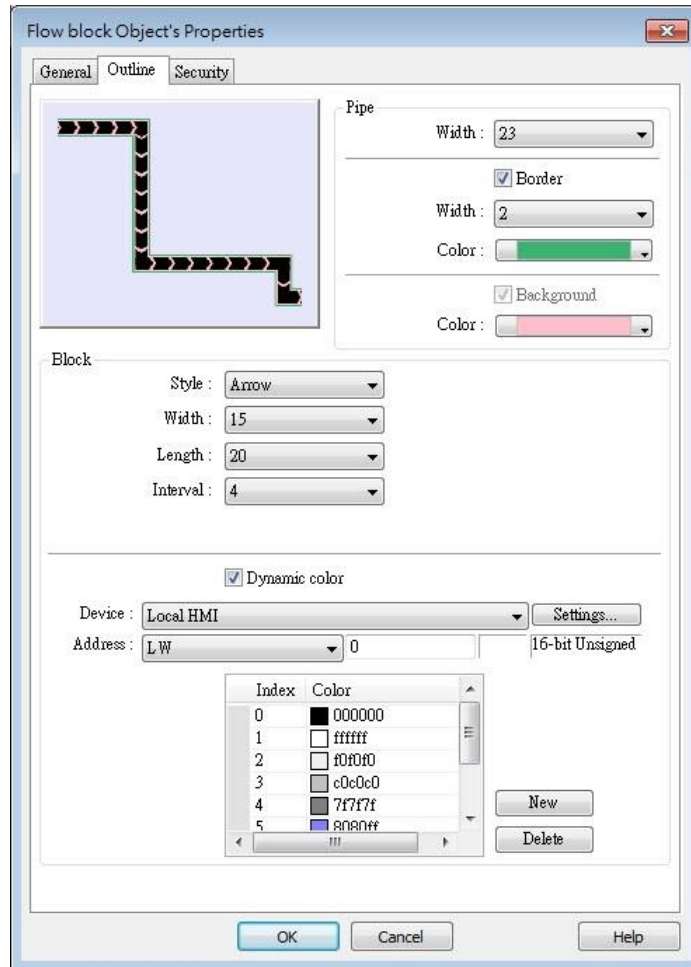 Flow block Object's Properties
General Outline Security
Pipe
Width : 23
Border
Width : 2
Color :
Background
Color :
Block
Style : Arrow
Width : 15
Length : 20
Interval : 4
Dynamic color
Device : Local HMI Settings...
Address : LW 0 16-bit Unsigned
Index Color
0 000000
1 ffffff
2 f0f0f0
3 c0c0c0
4 7f7f7f
5 8080ff
New
Delete
OK Cancel Help